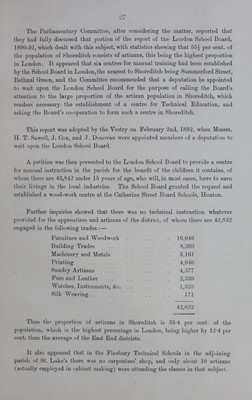 27
The Parliamentary Committee, after considering the matter, reported that
they had fully discussed that portion of the report of the London School Board,
1890-91, which dealt with this subject, with statistics showing that 55½ per cent. of
the population of Shoreditch consists of artizans, this being the highest proportion
in London. It appeared that six centres for manual training had been established
by the School Board in London, the nearest to Shoreditch being Summerford Street,
Bethnal Green, and the Committee recommended that a deputation be appointed
to wait upon the London School Board for the purpose of calling the Board's
attention to the large proportion of the artizan population in Shoreditch, which
renders necessary the establishment of a centre for Technical Education, and
asking the Board's co-operation to form such a centre in Shoreditch.
This report was adopted by the Vestry on February 2nd, 1892, when Messrs.
H. T. Sawell, J. Cox, and J. Donovan were appointed members of a deputation to
wait upon the London School Board.
A petition was then presented to the London School Board to provide a centre
for manual instruction in the parish for the benefit of the children it contains, of
whom there are 45,842 under 15 years of age, who will, in most cases, have to earn
their livings in the local industries. The School Board granted the request and
established a wood-work centre at the Catherine Street Board Schools, Hoxton.
Further inquiries showed that there was no technical instruction whatever
provided for the apprentices and artizans of the district, of whom there are 42,832
engaged in the following trades:—
Furniture and Woodwork 16,046
Building Trades 8,369
Machinery and Metals 5,161
Printing 4,646
Sundry Artizans 4,577
Furs and Leather 2,339
Watches, Instruments, &c. 1,523
Silk Weaving 171
42,832
Thus the proportion of artizans in Shoreditch is 55·4 per cent. of the
population, which is the highest percentage in London, being higher by 12·4 per
cent. than the average of the East End districts.
It also appeared that in the Finsbury Technical Schools in the adjoining
parish of St. Luke's there was no carpenters' shop, and only about 10 artizans
(actually employed in cabinet making) were attending the classes in that subject.